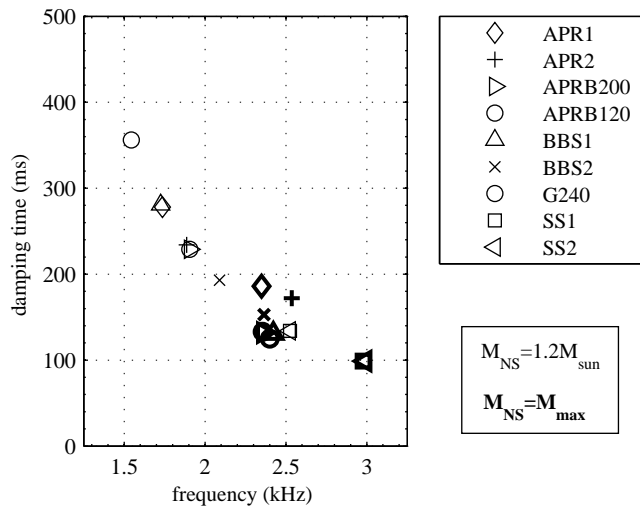 500
400
300
200
100
0
damping time (ms)
1.5 2 2.5 3
frequency (kHz)
APR1
APR2
APRB200
APRB120
BBS1
BBS2
G240
SS1
SS2
M_NS=1.2M_sun
M_NS=M_max